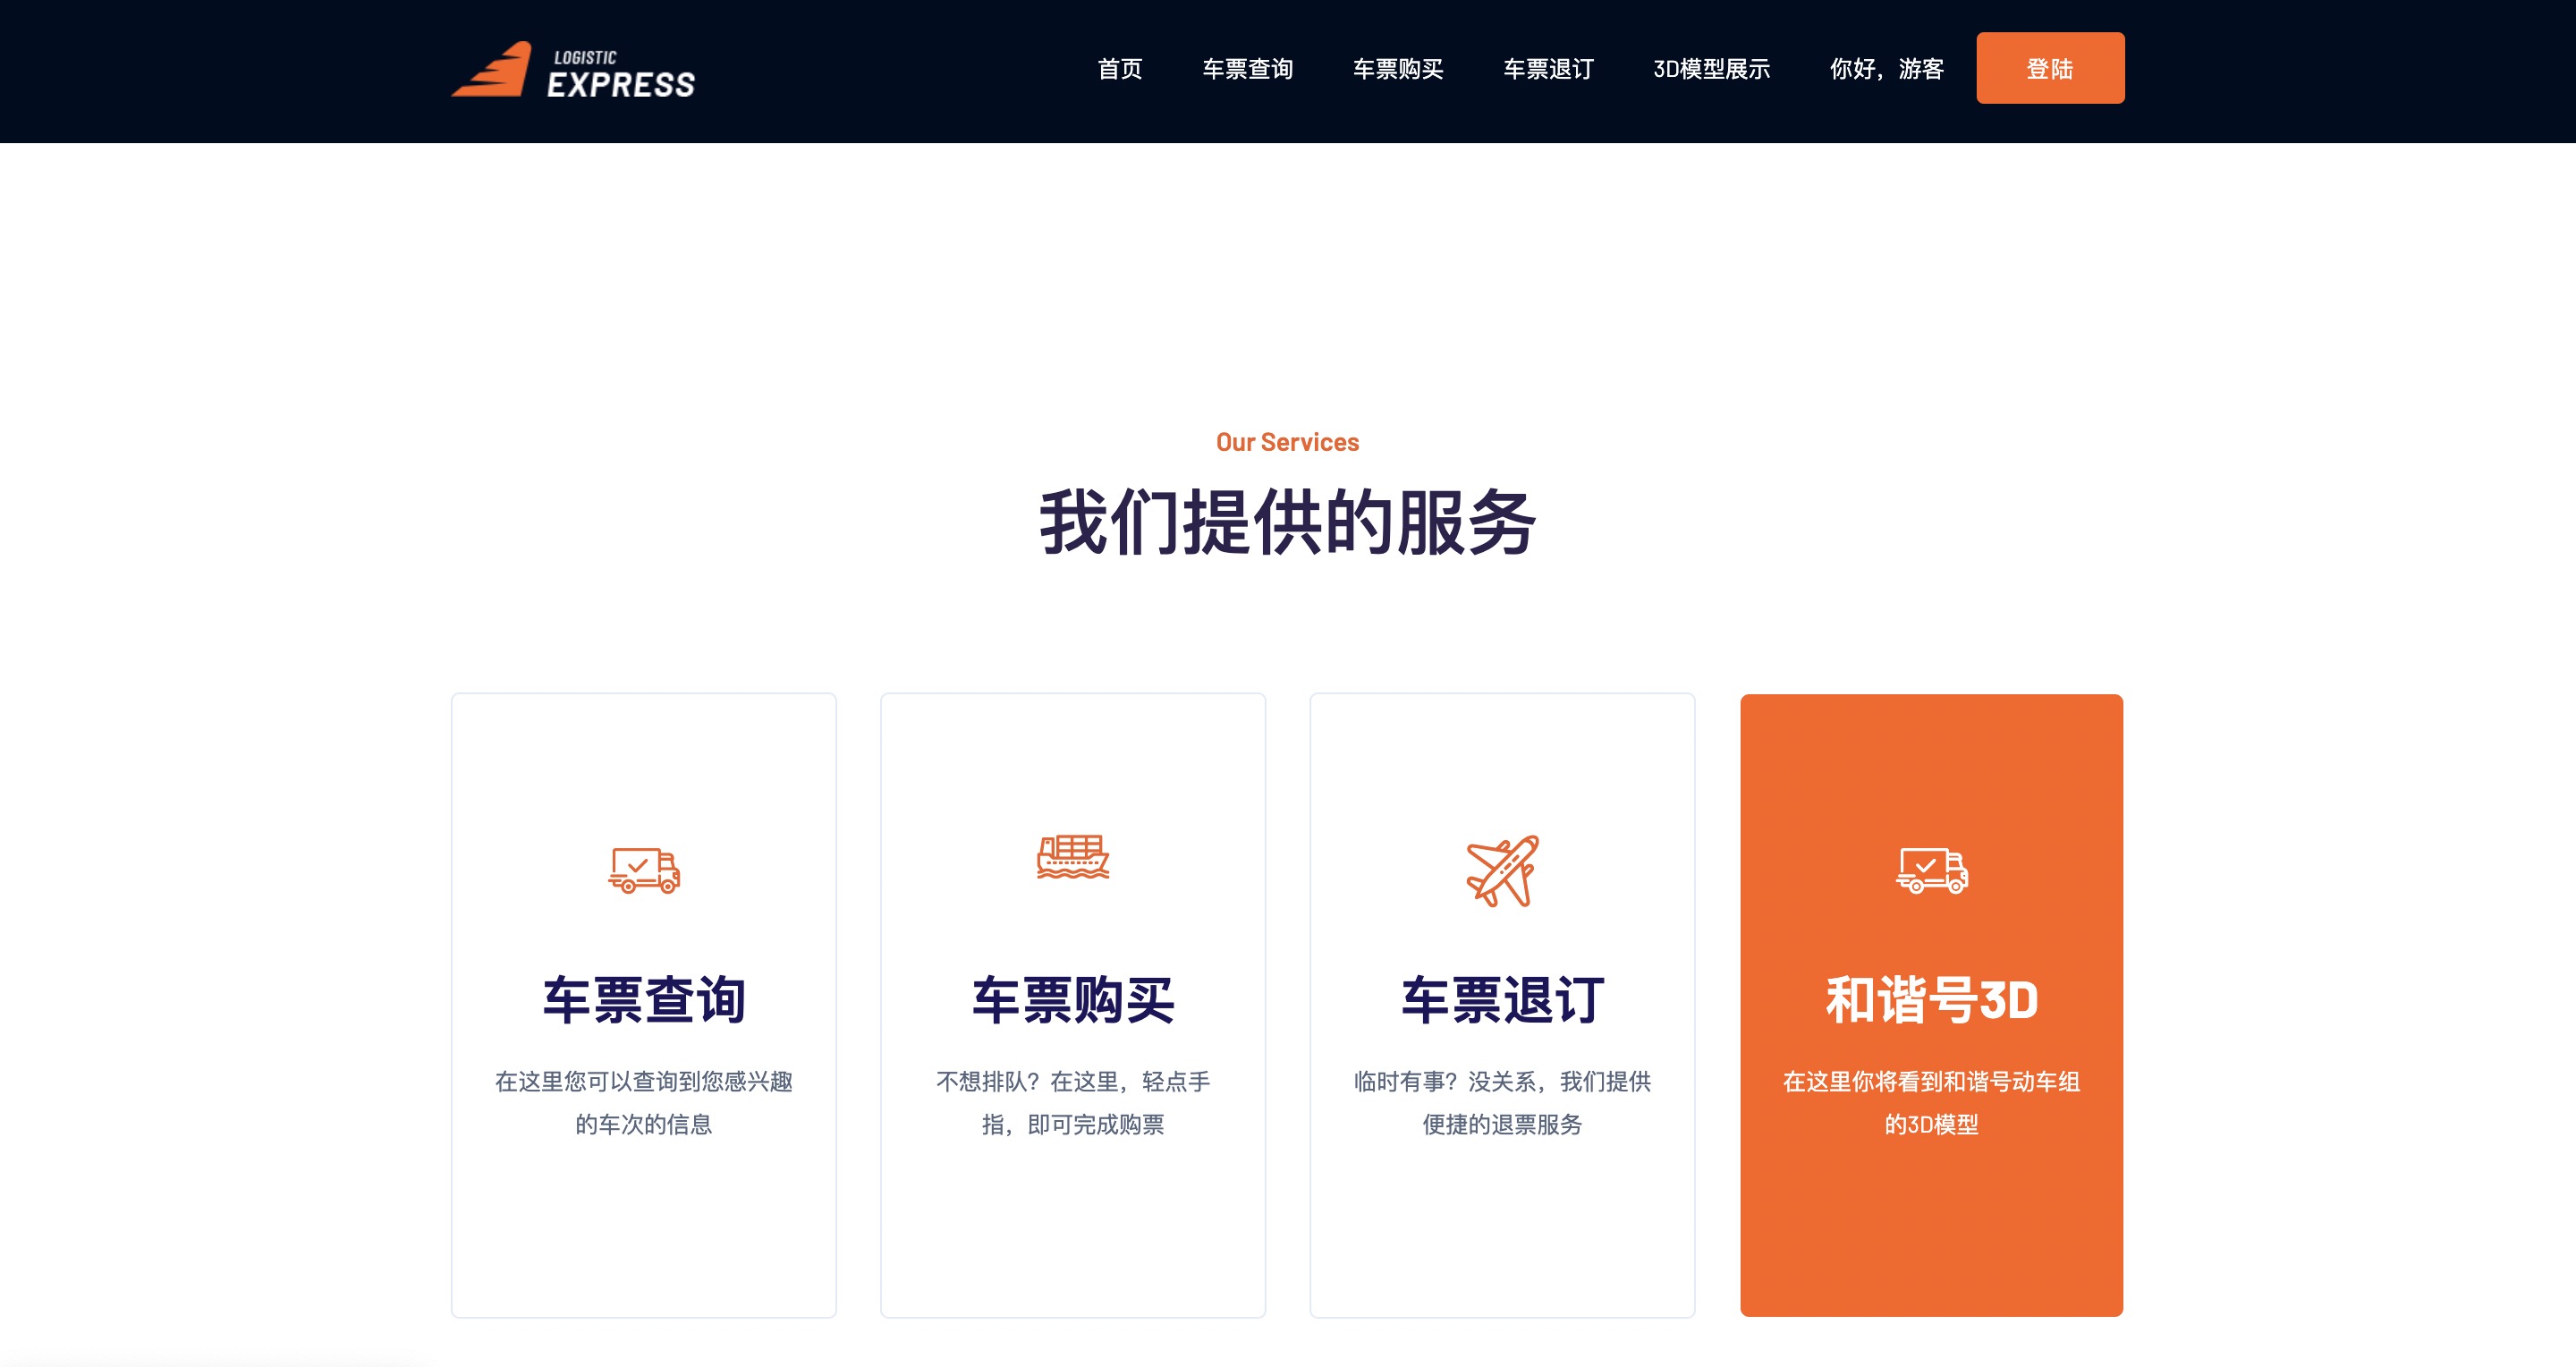 LOGISTIC
EXPRESS
首页
车票查询
车票购买
车票退订
3D模型展示
你好，游客
登陆
Our Services
我们提供的服务
车票查询
在这里您可以查询到您感兴趣
的车次的信息
车票购买
不想排队？在这里，轻点手
指，即可完成购票
车票退订
临时有事？没关系，我们提供
便捷的退票服务
和谐号3D
在这里你将看到和谐号动车组
的3D模型